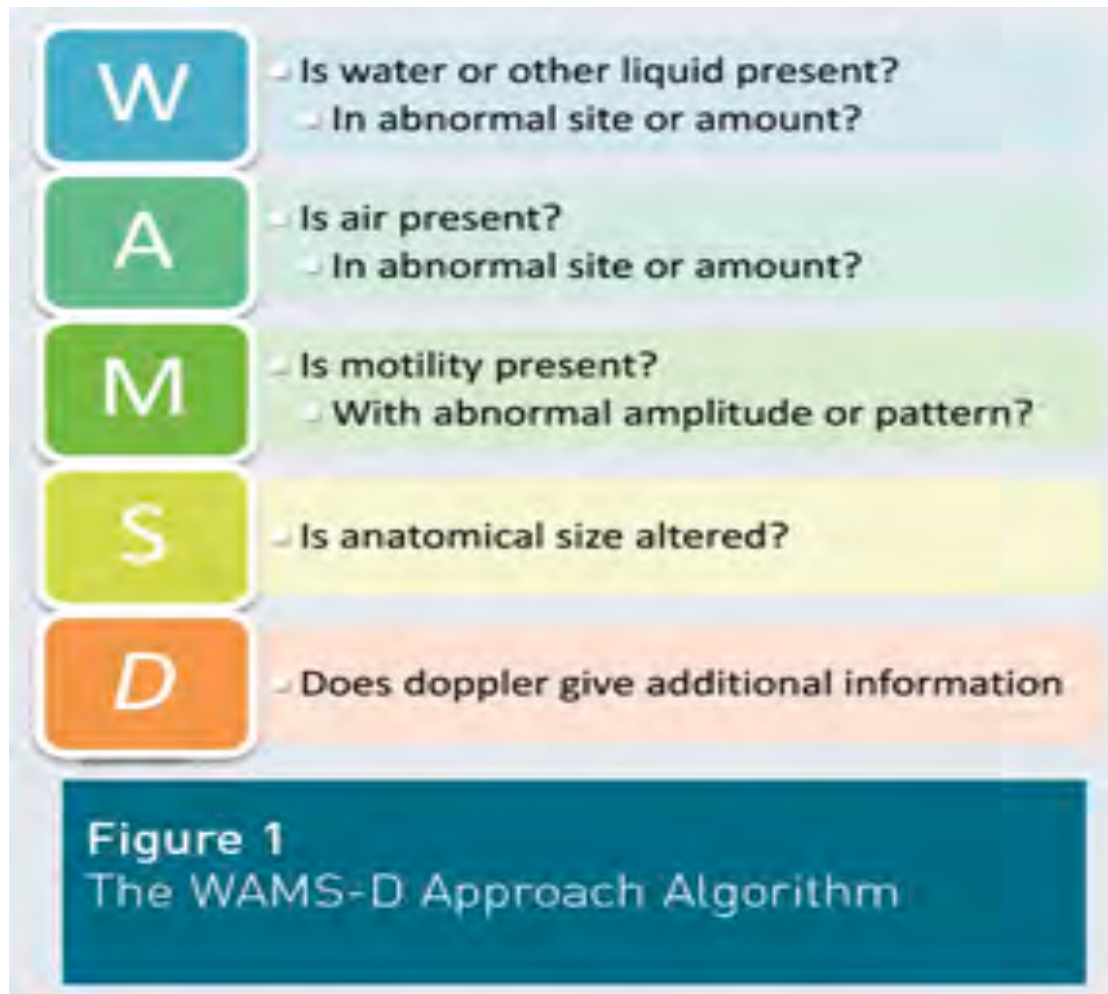 W
Is water or other liquid present?
In abnormal site or amount?
A
Is air present?
In abnormal site or amount?
M
Is motility present?
With abnormal amplitude or pattern?
S
Is anatomical size altered?
D
Does doppler give additional information
Figure 1
The WAMS-D Approach Algorithm